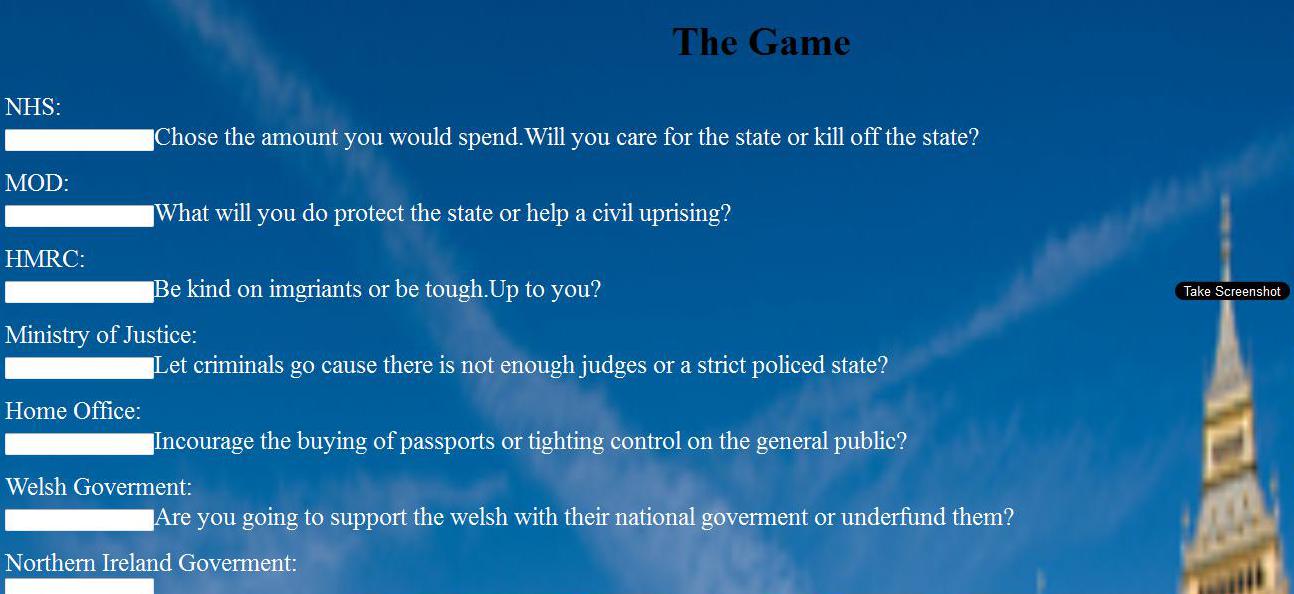 The Game
NHS:
Chose the amount you would spend.Will you care for the state or kill off the state?
MOD:
What will you do protect the state or help a civil uprising?
HMRC:
Be kind on imgriants or be tough.Up to you?
Take Screenshot
Ministry of Justice:
Let criminals go cause there is not enough judges or a strict policed state?
Home Office:
Incourage the buying of passports or tighting control on the general public?
Welsh Goverment:
Are you going to support the welsh with their national goverment or underfund them?
Northern Ireland Goverment: